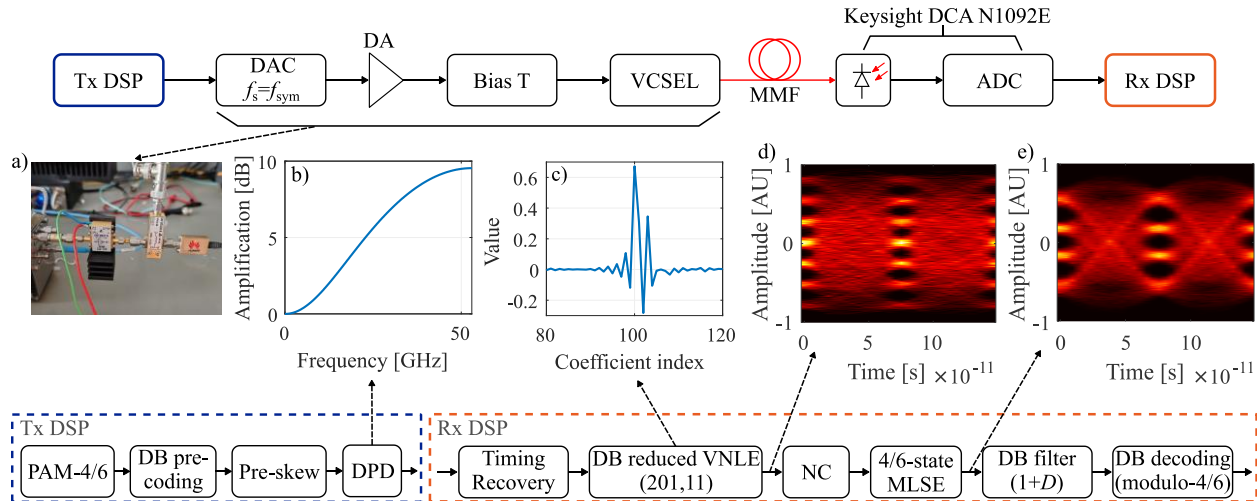 Keysight DCA N1092E
DA
Tx DSP
DAC
fs=fsym
Bias T
VCSEL
MMF
ADC
Rx DSP
a)
b)
Amplification [dB]
10
5
0
0
20
40
Frequency [GHz]
c)
Value
0.6
0.4
0.2
0
-0.2
80
100
120
Coefficient index
d)
Amplitude [AU]
1
0
-1
0
5
10
Time [s] ×10-11
e)
Amplitude [AU]
1
0
-1
0
5
10
Time [s] ×10-11
Tx DSP
PAM-4/6
DB pre-
coding
Pre-skew
DPD
Rx DSP
Timing
Recovery
DB reduced VNLE
(201,11)
NC
4/6-state
MLSE
DB filter
(1+D)
DB decoding
(modulo-4/6)